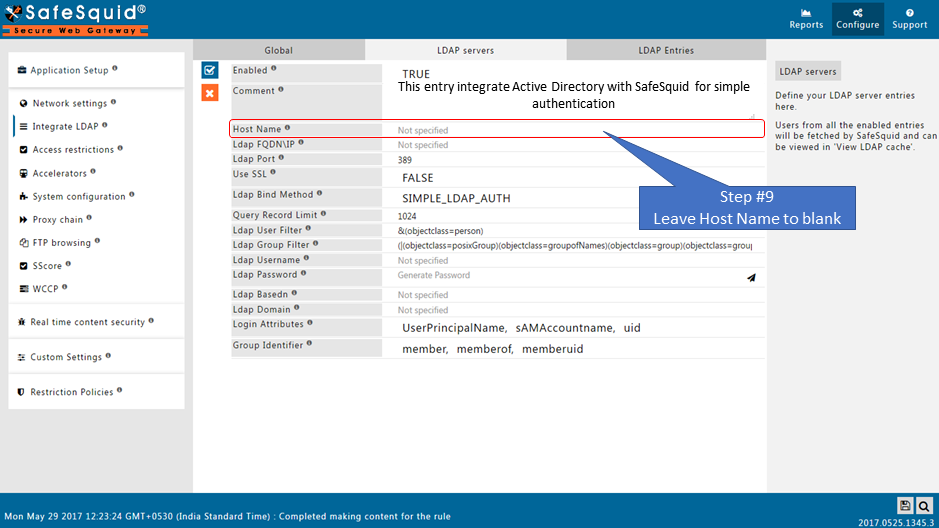 SafeSquid®
Secure Web Gateway
Reports
Configure
Support
Global
LDAP servers
LDAP Entries
Application Setup
Network settings
Integrate LDAP
Access restrictions
Accelerators
System configuration
Proxy chain
FTP browsing
SScore
WCCP
Real time content security
Custom Settings
Restriction Policies
Enabled
TRUE
Comment
This entry integrate Active Directory with SafeSquid for simple
authentication
Host Name
Not specified
Ldap FQDN\IP
Not specified
Ldap Port
389
Use SSL
FALSE
Ldap Bind Method
SIMPLE_LDAP_AUTH
Query Record Limit
1024
Ldap User Filter
&(objectclass=person)
Ldap Group Filter
(|(objectclass=posixGroup)(objectclass=groupofNames)(objectclass=group)(objectclass=group
Ldap Username
Not specified
Ldap Password
Generate Password
Ldap Basedn
Not specified
Ldap Domain
Not specified
Login Attributes
UserPrincipalName, sAMAccountname, uid
Group Identifier
member, memberof, memberuid
Step #9
Leave Host Name to blank
LDAP servers
Define your LDAP server entries
here.
Users from all the enabled entries
will be fetched by SafeSquid and can
be viewed in 'View LDAP cache'.
Mon May 29 2017 12:23:24 GMT+0530 (India Standard Time) : Completed making content for the rule
2017.0525.1345.3